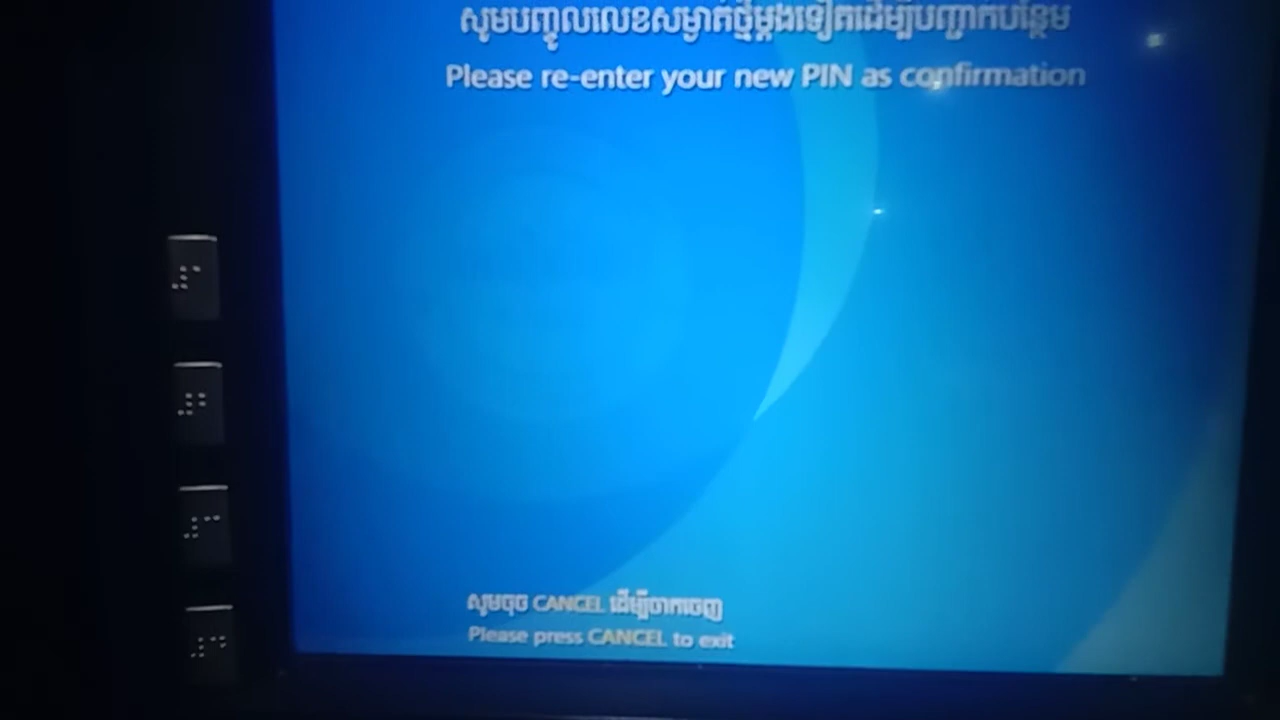 សូមបញ្ចូលលេខសម្ងាត់ថ្មីម្តងទៀតដើម្បីបញ្ជាក់បន្ថែម
Please re-enter your new PIN as confirmation
សូមចុច CANCEL ដើម្បីចាកចេញ
Please press CANCEL to exit